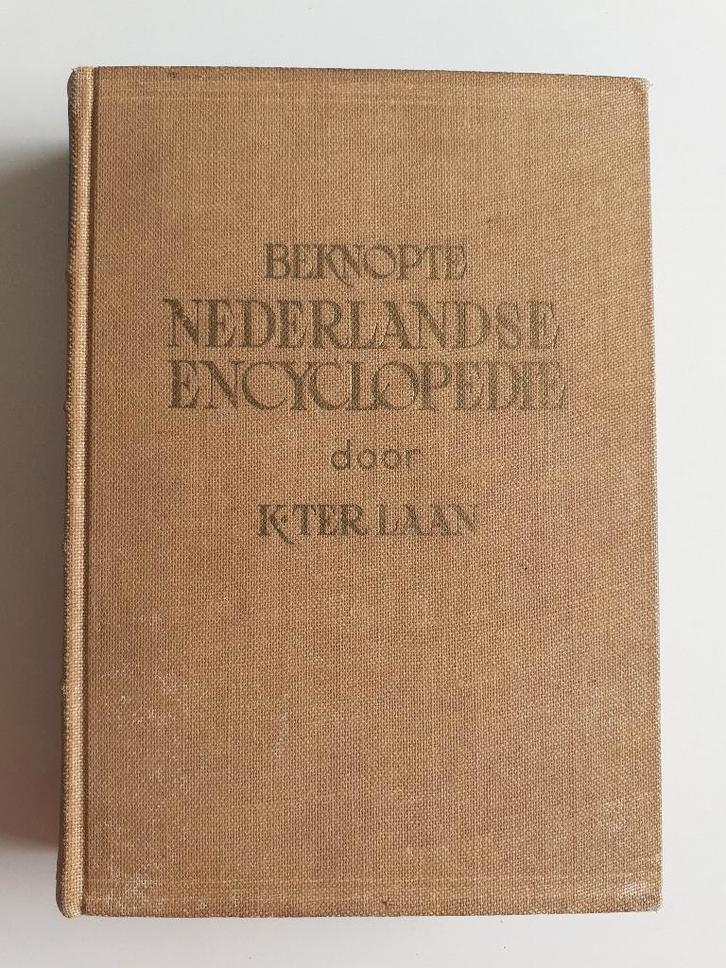 BEKNOPTE
NEDERLANDSE
ENCYCLOPEDIE
door
K·TER LAAN